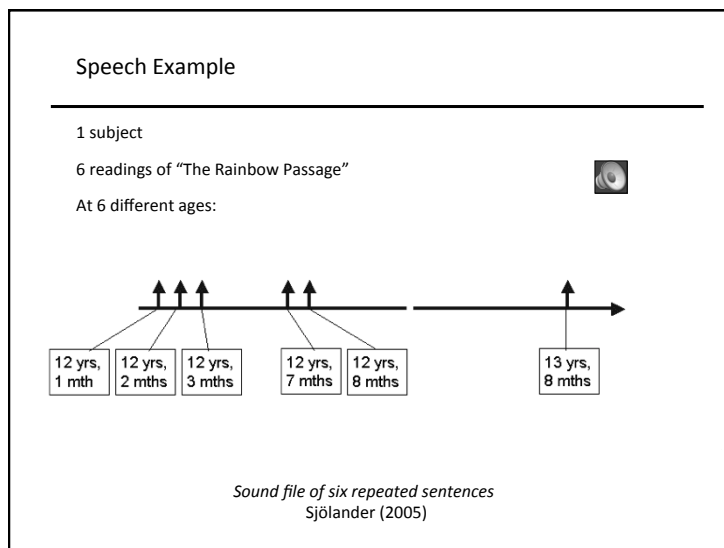 Speech Example
1 subject
6 readings of “The Rainbow Passage”
At 6 different ages:
12 yrs,
1 mth
12 yrs,
2 mths
12 yrs,
3 mths
12 yrs,
7 mths
12 yrs,
8 mths
13 yrs,
8 mths
Sound file of six repeated sentences
Sjölander (2005)